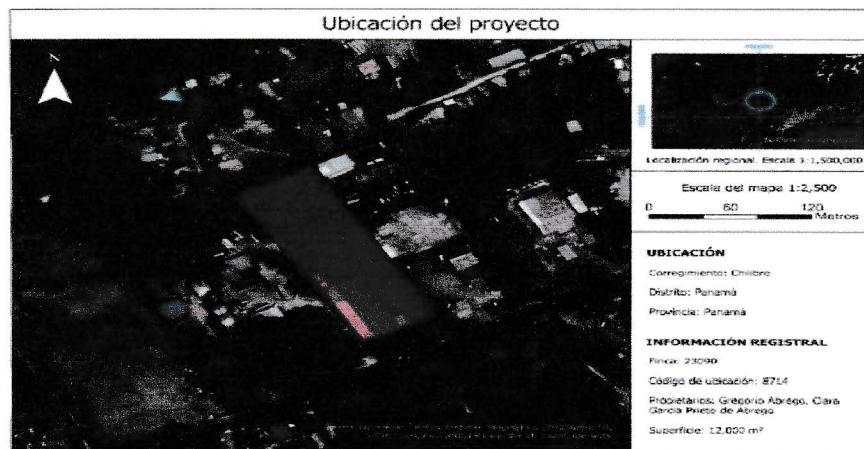 Ubicación del proyecto
N
Localización regional. Escala 1:1,500,000
Escala del mapa 1:2,500
0 60 120
Metros
UBICACIÓN
Corregimiento: Chilibre
Distrito: Panamá
Provincia: Panamá
INFORMACIÓN REGISTRAL
Finca: 23090
Código de ubicación: 8714
Propietarios: Gregorio Ábrego, Clara
García Prieto de Abrego
Superficie: 12,000 m²